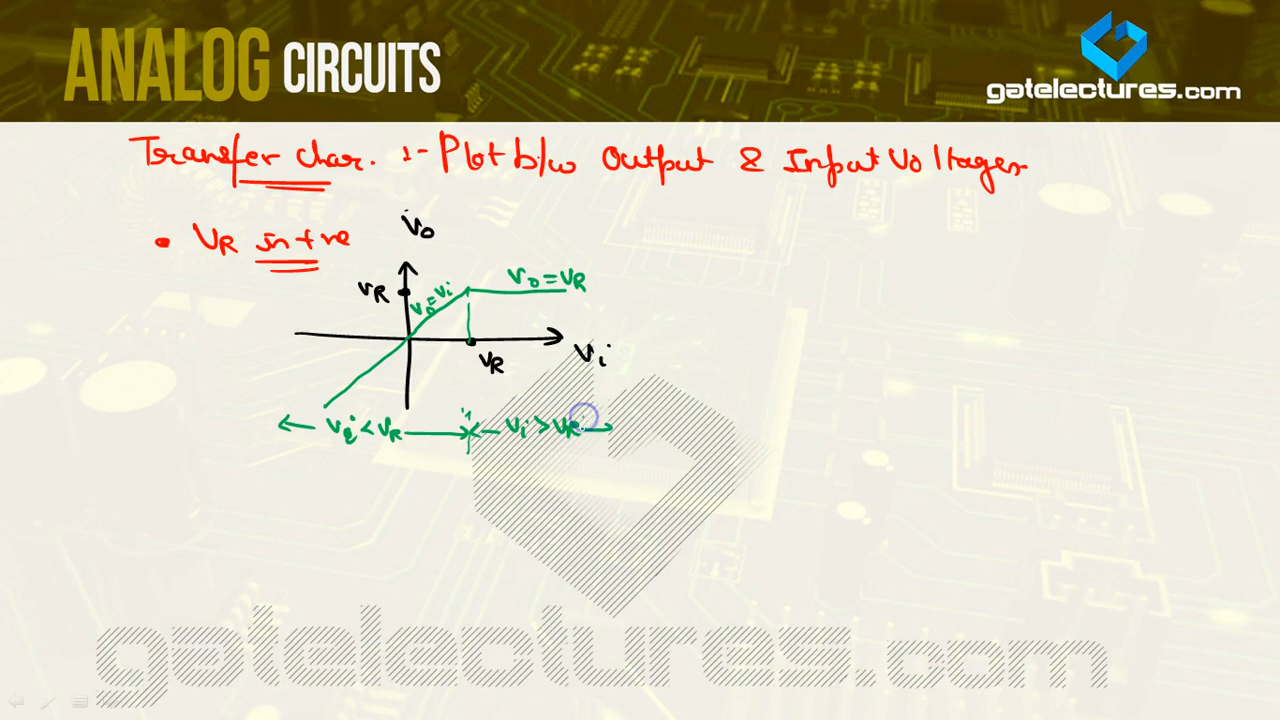 ANALOG CIRCUITS
gatelectures.com
Transfer char. :- Plot b/w Output & Input Voltages
• VR in +ve
Vo
VR
Vo=Vi
Vo=VR
VR
Vi
Vi < VR
Vi > VR
gatelectures.com